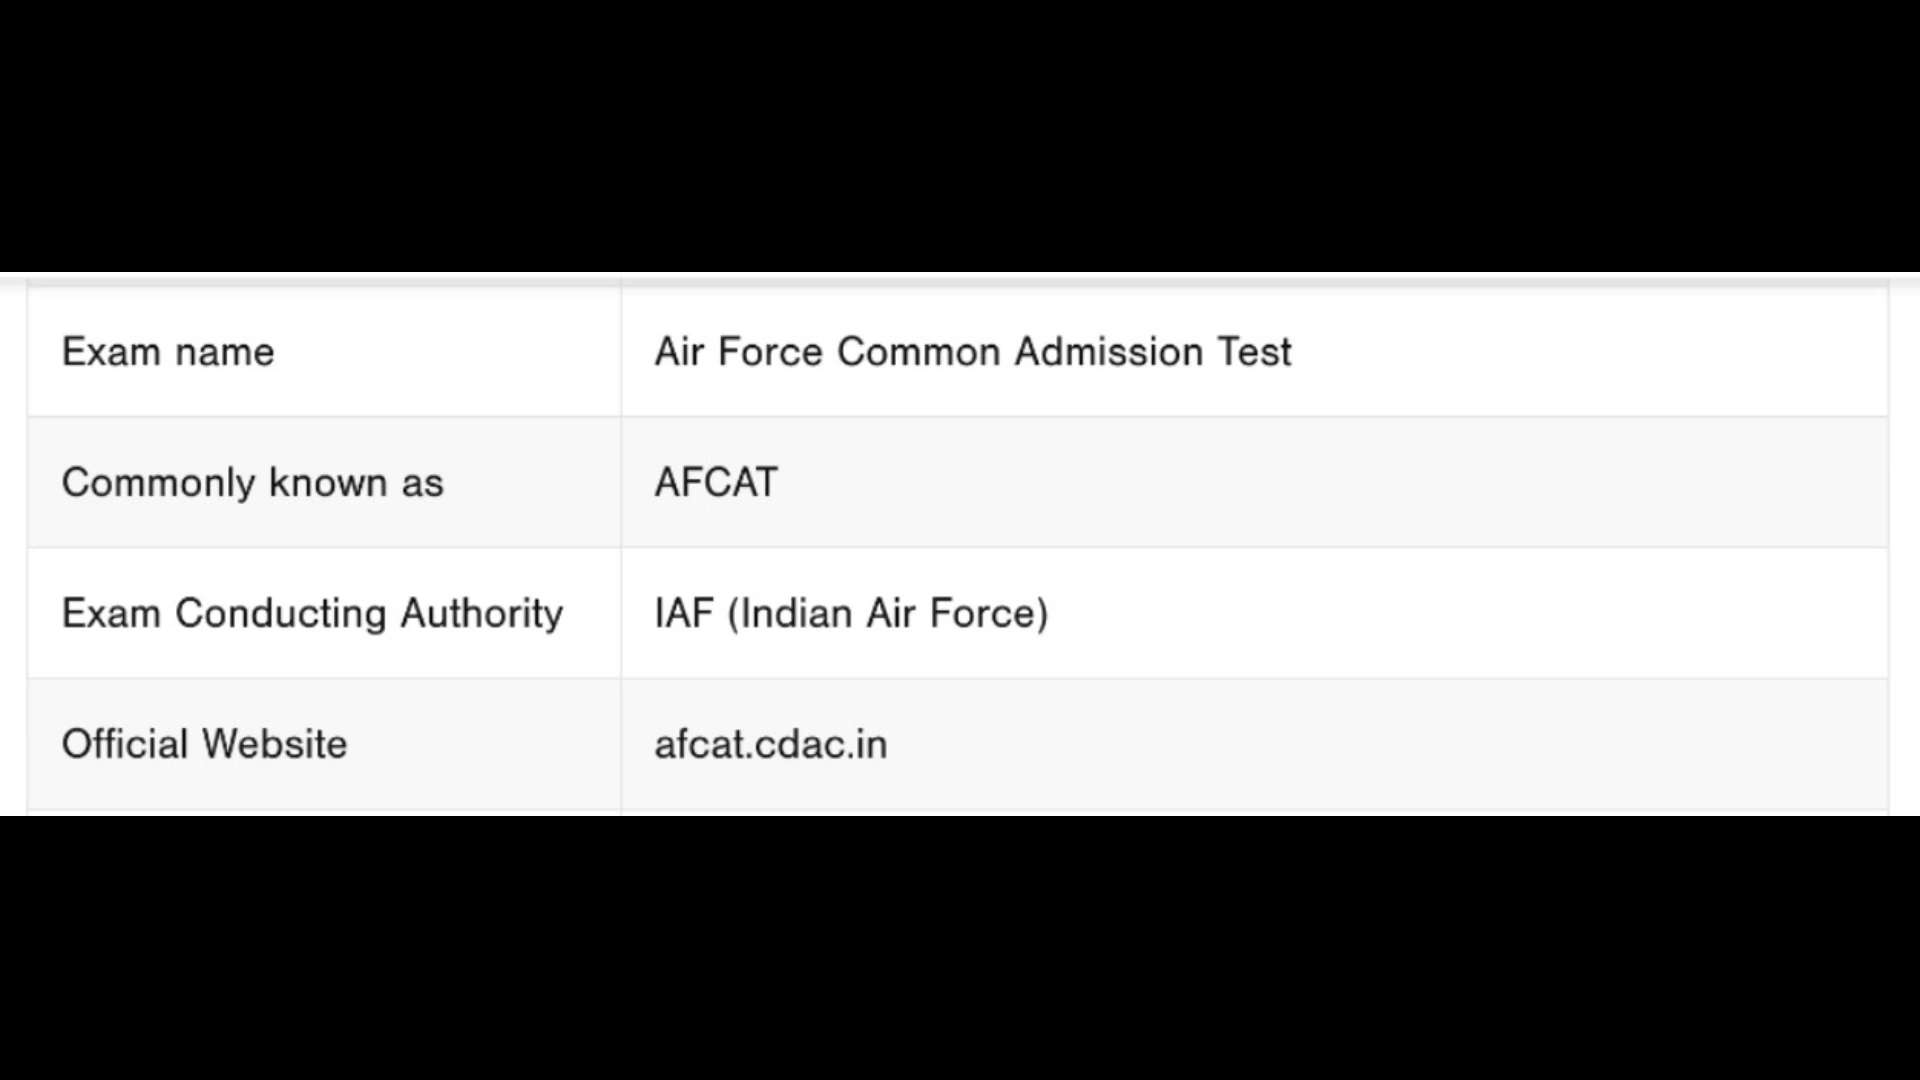 Exam name Air Force Common Admission Test
Commonly known as AFCAT
Exam Conducting Authority IAF (Indian Air Force)
Official Website afcat.cdac.in